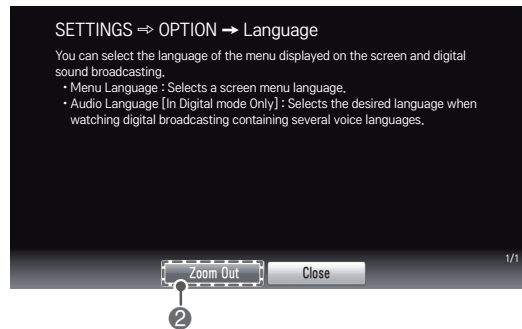 SETTINGS ⇨ OPTION ➙ Language
You can select the language of the menu displayed on the screen and digital
sound broadcasting.
• Menu Language : Selects a screen menu language.
• Audio Language [In Digital mode Only] : Selects the desired language when
watching digital broadcasting containing several voice languages.
1/1
Zoom Out Close
2